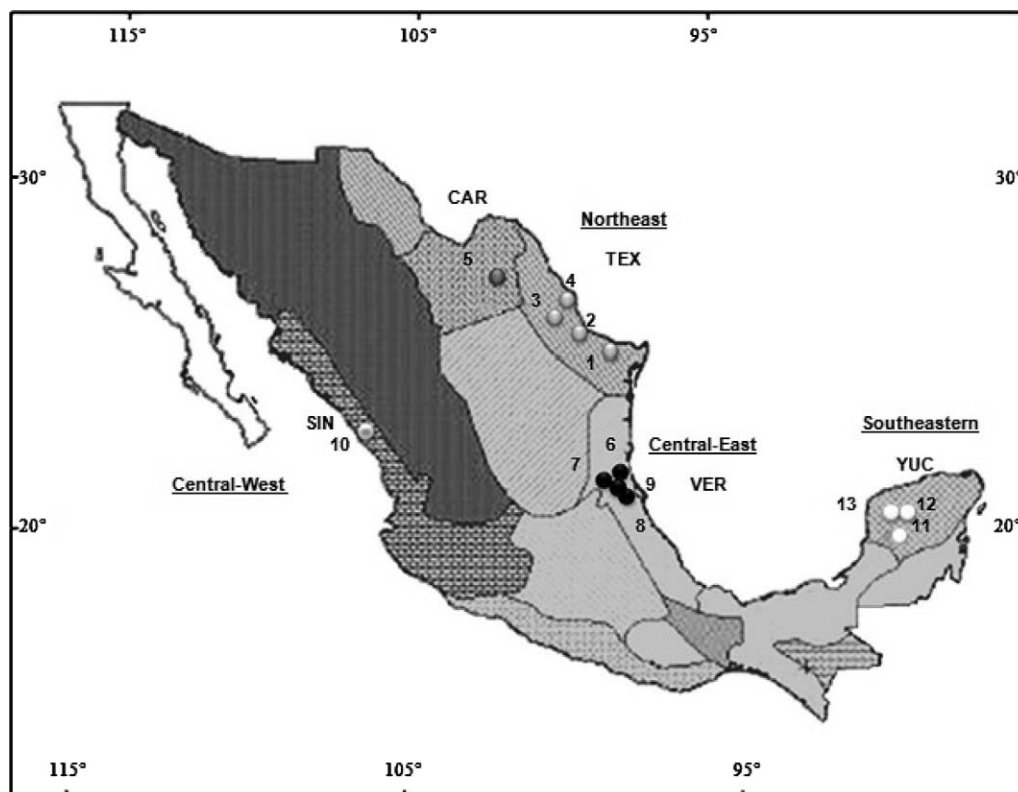 115°
105°
95°
30°
30°
CAR
Northeast
TEX
5
4
3
2
1
SIN
10
Central-West
6
7
Central-East
VER
9
8
Southeastern
YUC
13
12
11
20°
20°
115°
105°
95°